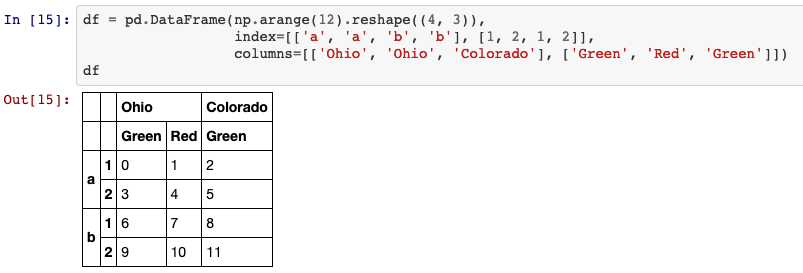 In [15]: df = pd.DataFrame(np.arange(12).reshape((4, 3)),
index=[['a', 'a', 'b', 'b'], [1, 2, 1, 2]],
columns=[['Ohio', 'Ohio', 'Colorado'], ['Green', 'Red', 'Green']])
df
Out[15]:
Ohio Colorado
Green Red Green
a 1 0 1 2
2 3 4 5
b 1 6 7 8
2 9 10 11